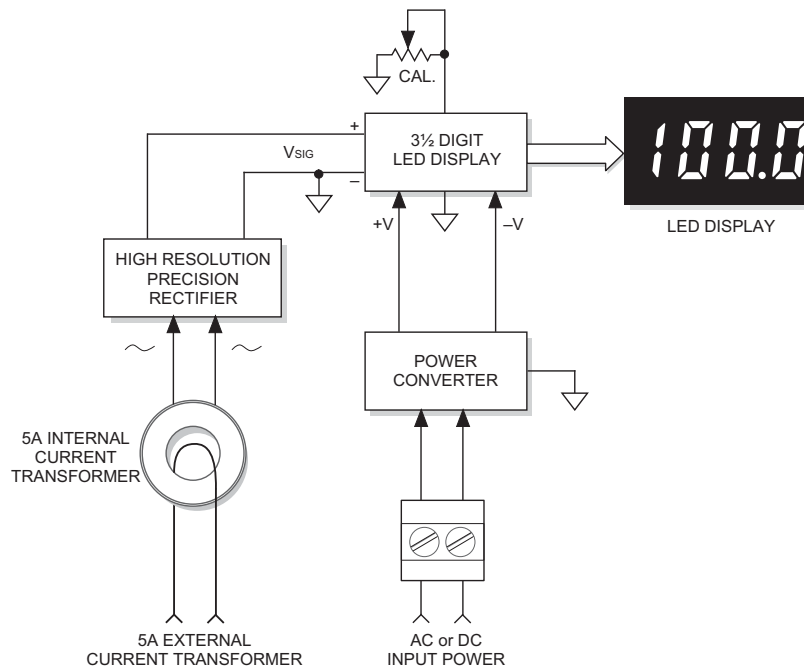 CAL.
+
3½ DIGIT
LED DISPLAY
VSIG
–
100.0
LED DISPLAY
+V
–V
HIGH RESOLUTION
PRECISION
RECTIFIER
POWER
CONVERTER
5A INTERNAL
CURRENT
TRANSFORMER
5A EXTERNAL
CURRENT TRANSFORMER
AC or DC
INPUT POWER